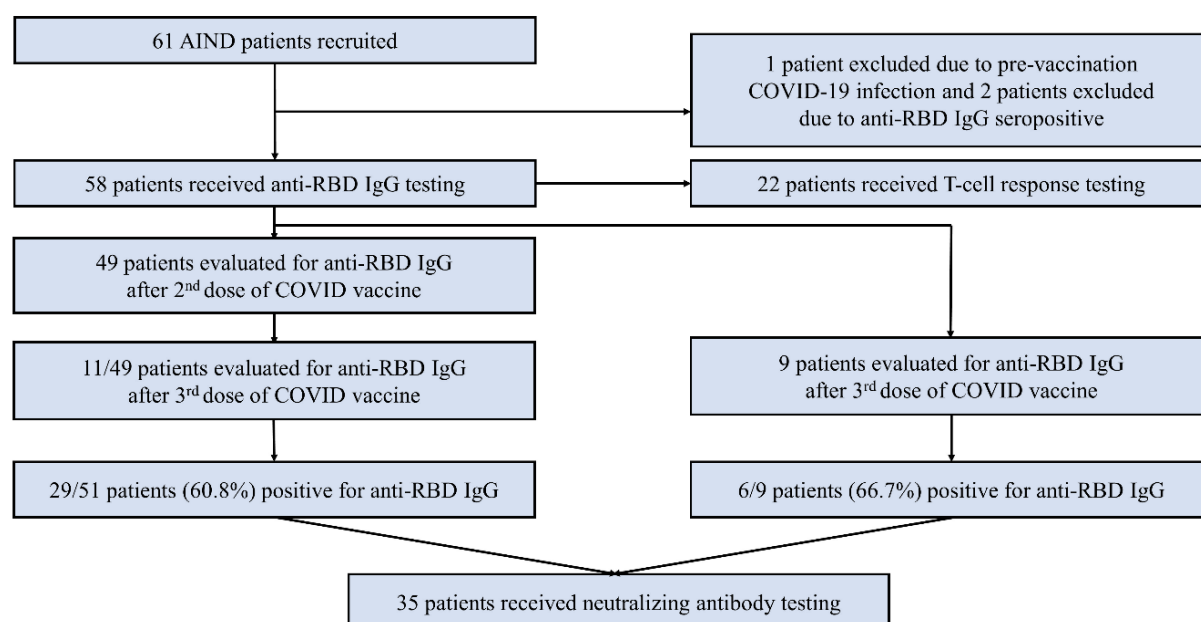 61 AIND patients recruited
1 patient excluded due to pre-vaccination
COVID-19 infection and 2 patients excluded
due to anti-RBD IgG seropositive
58 patients received anti-RBD IgG testing
22 patients received T-cell response testing
49 patients evaluated for anti-RBD IgG
after 2nd dose of COVID vaccine
11/49 patients evaluated for anti-RBD IgG
after 3rd dose of COVID vaccine
9 patients evaluated for anti-RBD IgG
after 3rd dose of COVID vaccine
29/51 patients (60.8%) positive for anti-RBD IgG
6/9 patients (66.7%) positive for anti-RBD IgG
35 patients received neutralizing antibody testing